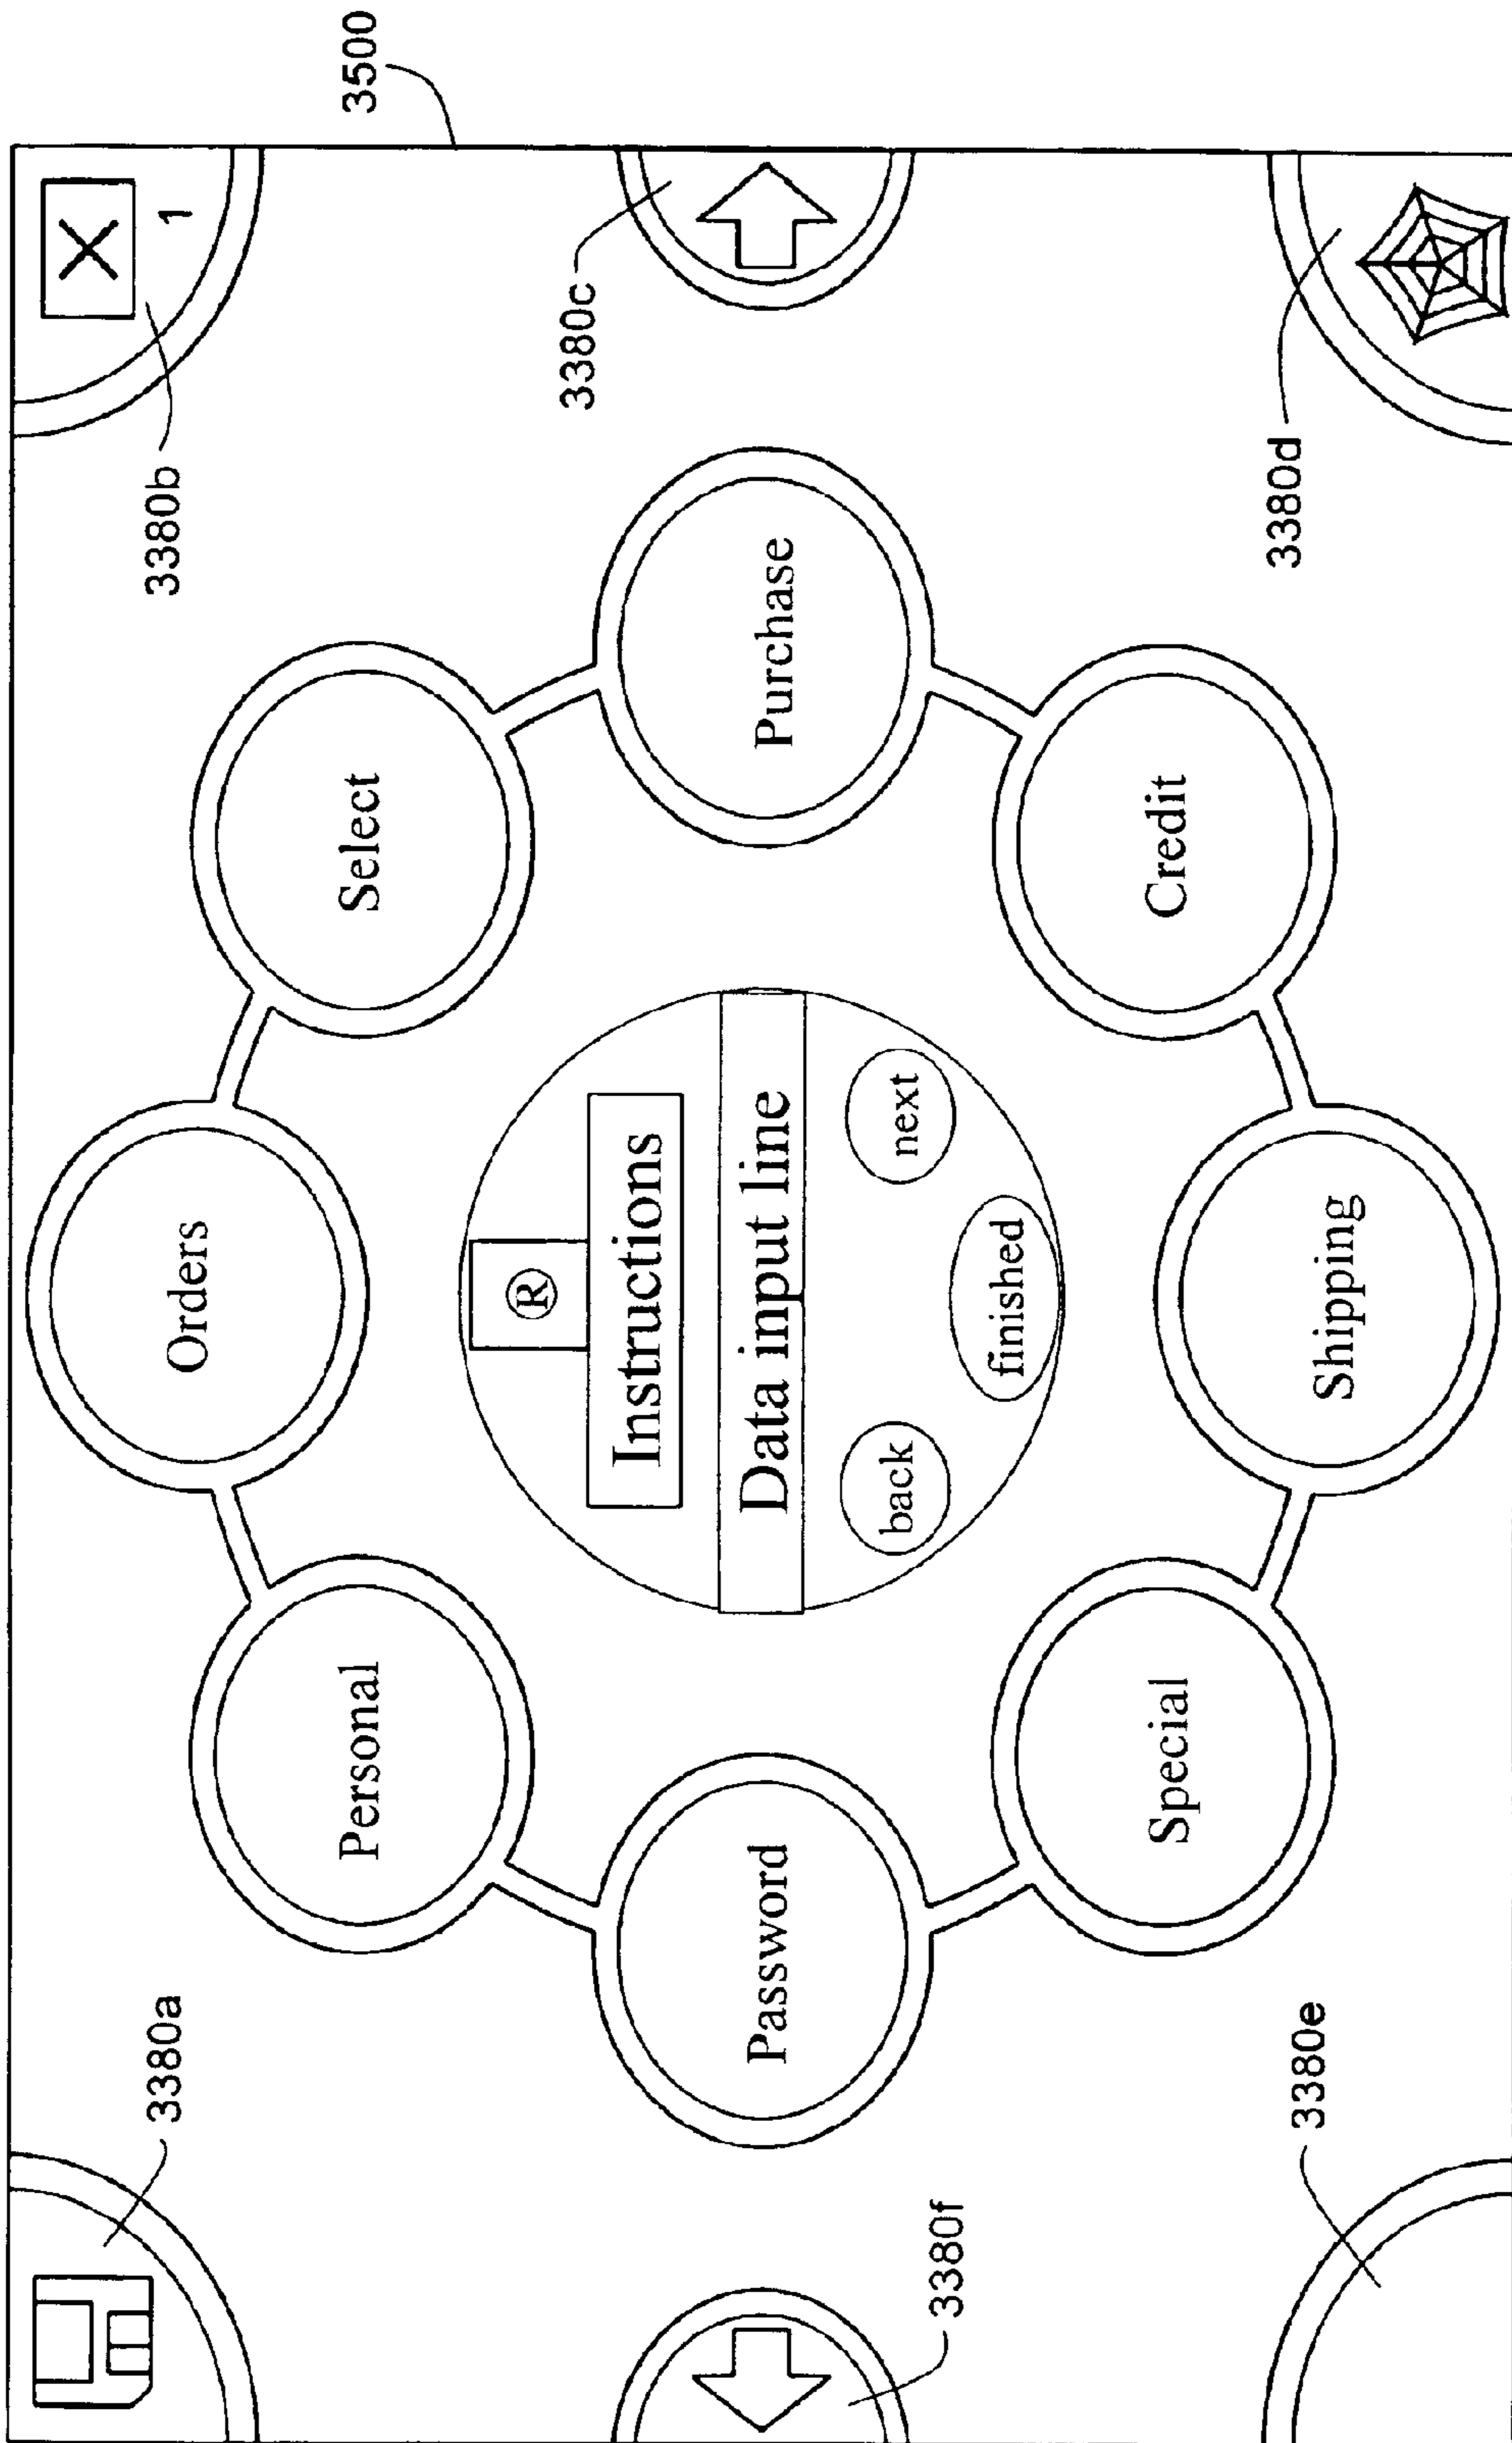 3500
1
3380a
3380b
Orders
Personal
Select
®
Instructions
3380c
Password
Data input line
Purchase
back
next
3380f
finished
Special
Credit
3380e
3380d
Shipping